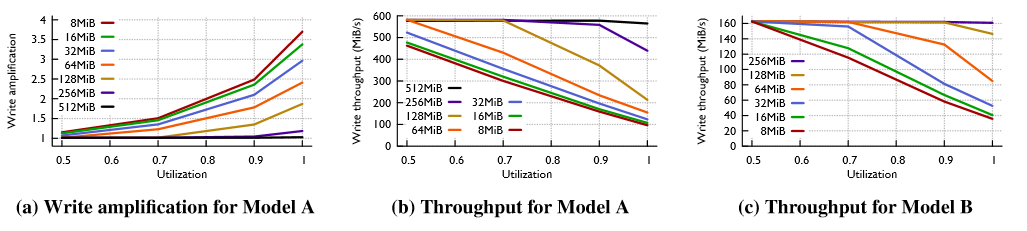 Write amplification
4
3.5
3
2.5
2
1.5
1
8MiB
16MiB
32MiB
64MiB
128MiB
256MiB
512MiB
0.5 0.6 0.7 0.8 0.9 1
Utilization
(a) Write amplification for Model A
Write throughput (MiB/s)
600
500
400
300
200
100
0
512MiB
256MiB 32MiB
128MiB 16MiB
64MiB 8MiB
0.5 0.6 0.7 0.8 0.9 1
Utilization
(b) Throughput for Model A
Write throughput (MiB/s)
160
140
120
100
80
60
40
20
0
256MiB
128MiB
64MiB
32MiB
16MiB
8MiB
0.5 0.6 0.7 0.8 0.9 1
Utilization
(c) Throughput for Model B